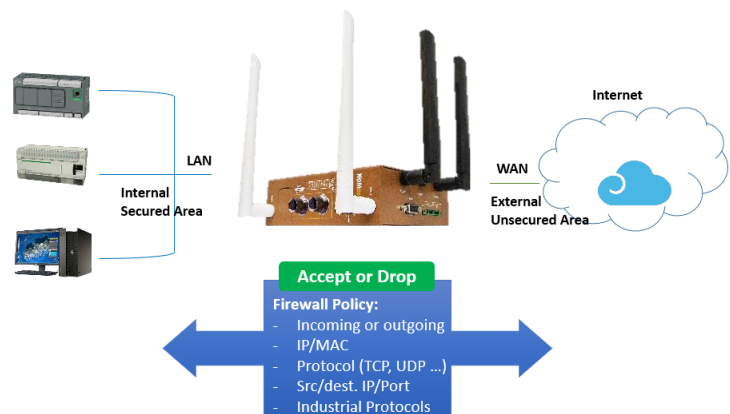 Internet
LAN
WAN
Internal
Secured Area
External
Unsecured Area
Accept or Drop
Firewall Policy:
- Incoming or outgoing
- IP/MAC
- Protocol (TCP, UDP ...)
- Src/dest. IP/Port
- Industrial Protocols